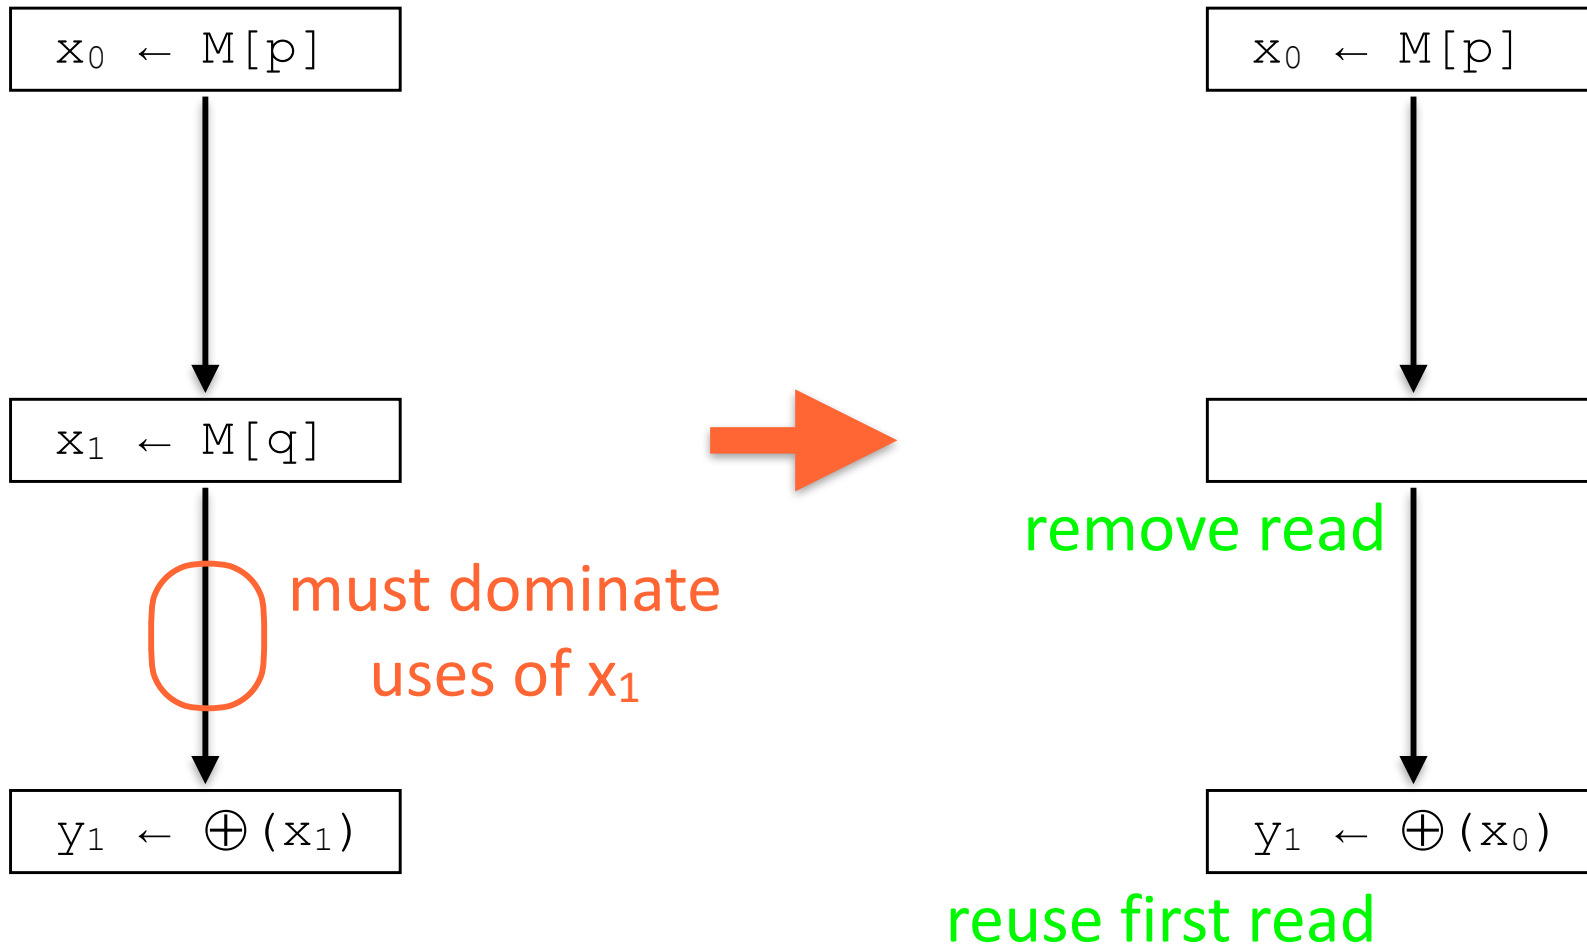 x₀ ← M[p]
x₁ ← M[q]
must dominate
uses of x₁
y₁ ← ⊕(x₁)
x₀ ← M[p]
remove read
y₁ ← ⊕(x₀)
reuse first read